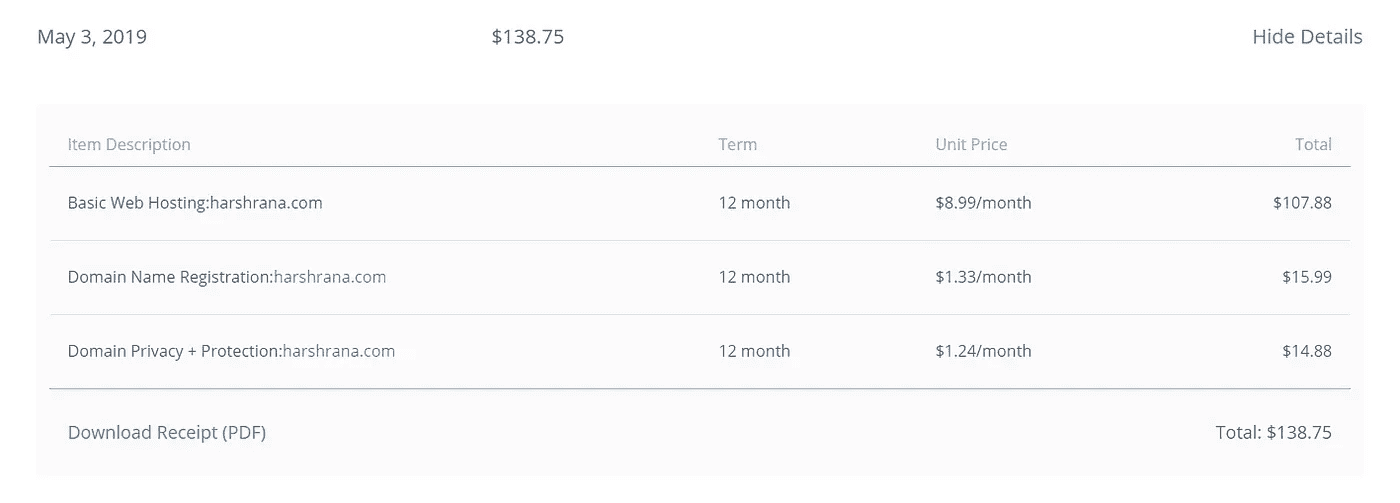 May 3, 2019 $138.75 Hide Details
Item Description Term Unit Price Total
Basic Web Hosting:harshrana.com 12 month $8.99/month $107.88
Domain Name Registration:harshrana.com 12 month $1.33/month $15.99
Domain Privacy + Protection:harshrana.com 12 month $1.24/month $14.88
Download Receipt (PDF) Total: $138.75